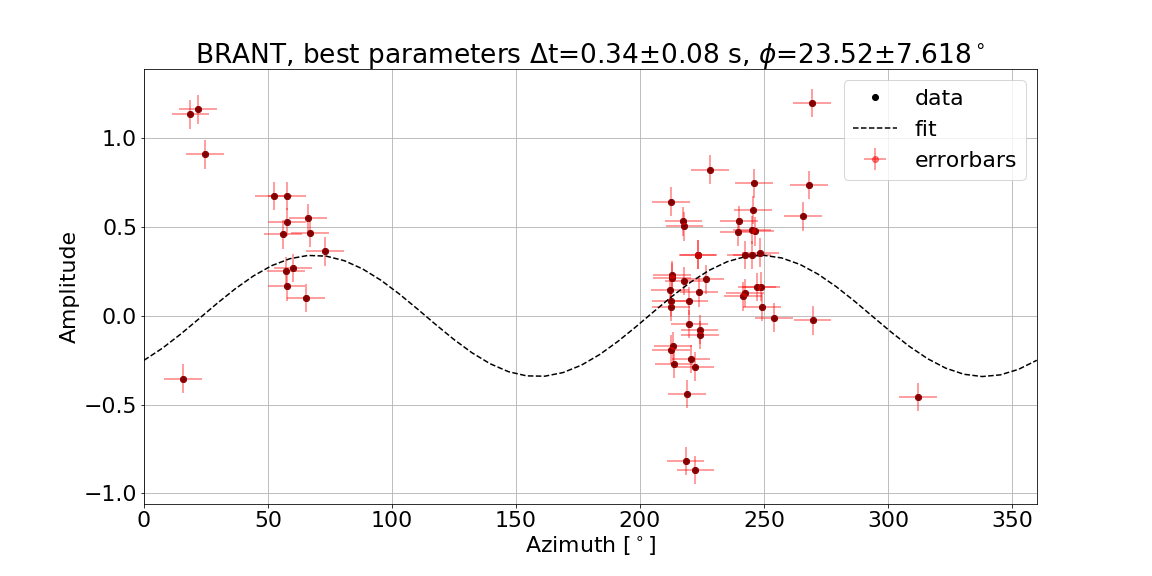 BRANT, best parameters Δt=0.34±0.08 s, ϕ=23.52±7.618°
data
fit
errorbars
Amplitude
1.0
0.5
0.0
−0.5
−1.0
0 50 100 150 200 250 300 350
Azimuth [°]